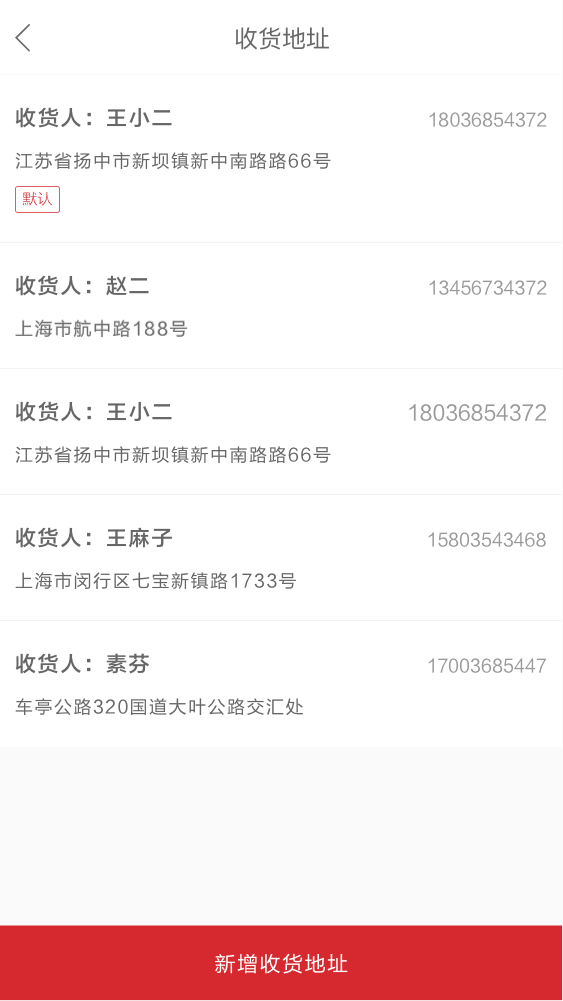 收货地址
收货人：王小二 18036854372
江苏省扬中市新坝镇新中南路路66号
默认
收货人：赵二 13456734372
上海市航中路188号
收货人：王小二 18036854372
江苏省扬中市新坝镇新中南路路66号
收货人：王麻子 15803543468
上海市闵行区七宝新镇路1733号
收货人：素芬 17003685447
车亭公路320国道大叶公路交汇处
新增收货地址